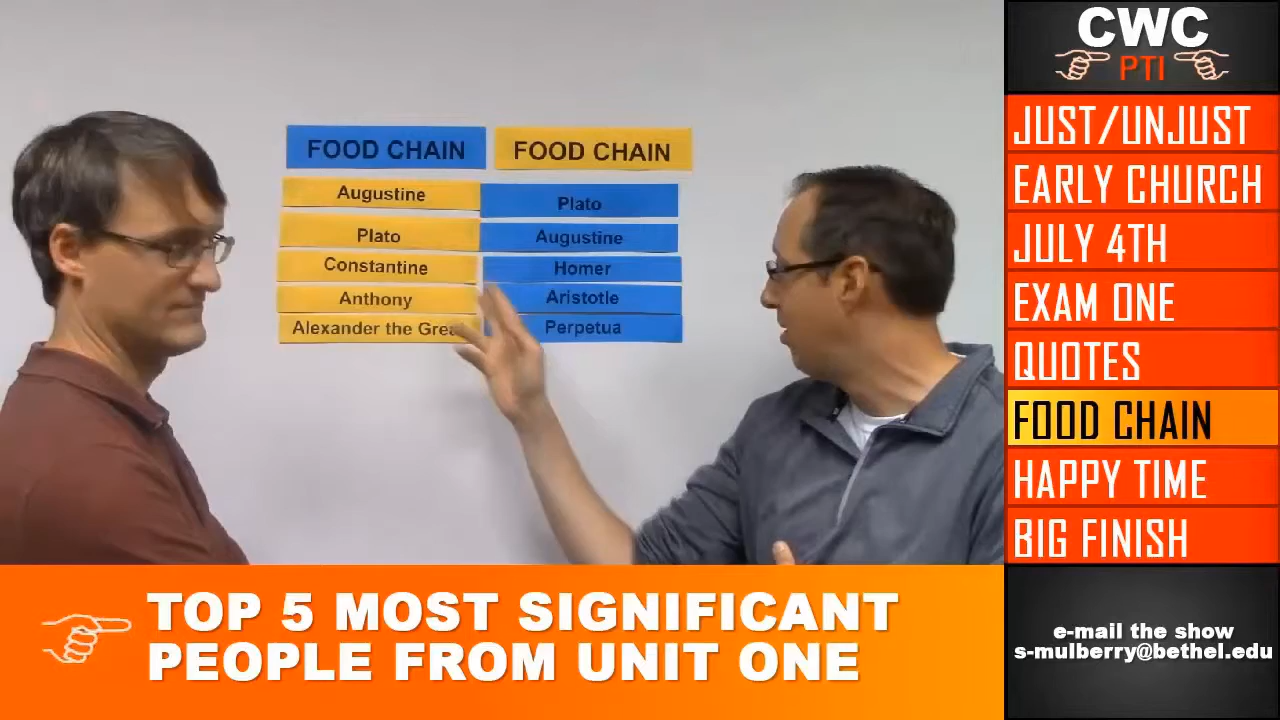 FOOD CHAIN
Augustine
Plato
Constantine
Anthony
Alexander the
FOOD CHAIN
Plato
Augustine
Homer
Aristotle
Perpetua
TOP 5 MOST SIGNIFICANT
PEOPLE FROM UNIT ONE
CWC
PTI
JUST/UNJUST
EARLY CHURCH
JULY 4TH
EXAM ONE
QUOTES
FOOD CHAIN
HAPPY TIME
BIG FINISH
e-mail the show
s-mulberry@bethel.edu